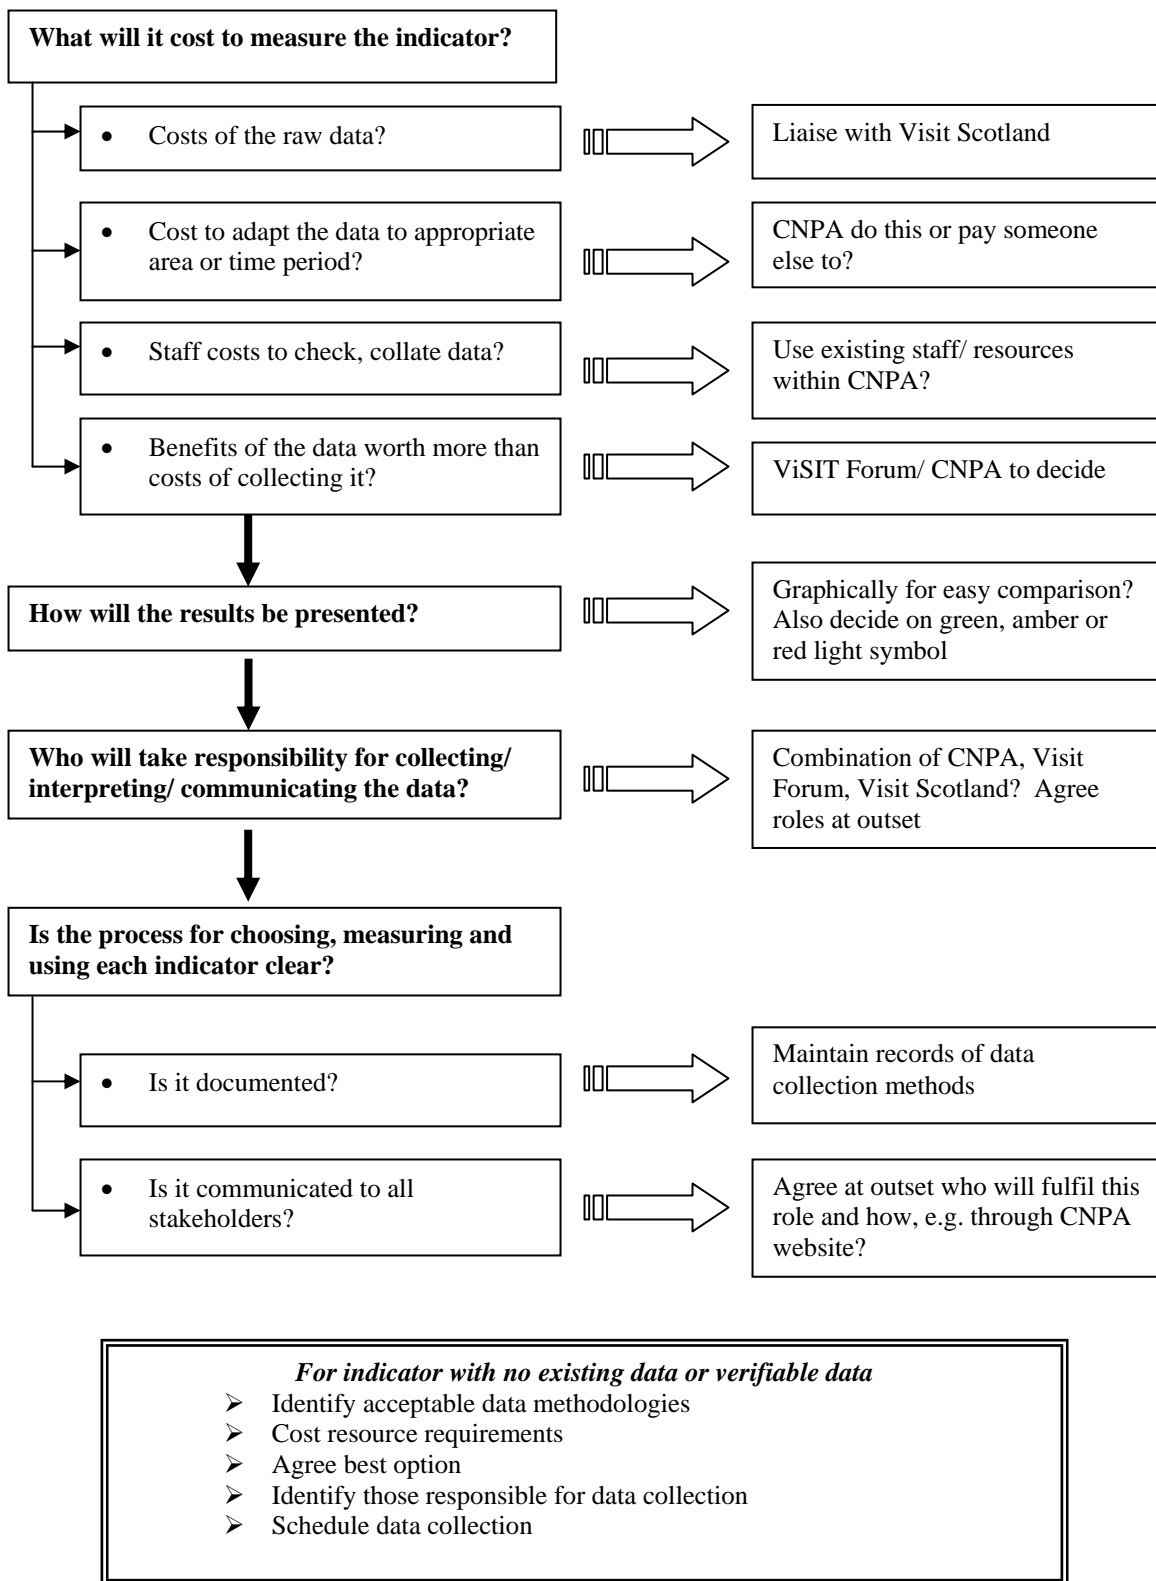 What will it cost to measure the indicator?
• Costs of the raw data?
Liaise with Visit Scotland
• Cost to adapt the data to appropriate
area or time period?
CNPA do this or pay someone
else to?
• Staff costs to check, collate data?
Use existing staff/ resources
within CNPA?
• Benefits of the data worth more than
costs of collecting it?
ViSIT Forum/ CNPA to decide
How will the results be presented?
Graphically for easy comparison?
Also decide on green, amber or
red light symbol
Who will take responsibility for collecting/
interpreting/ communicating the data?
Combination of CNPA, Visit
Forum, Visit Scotland?  Agree
roles at outset
Is the process for choosing, measuring and
using each indicator clear?
• Is it documented?
Maintain records of data
collection methods
• Is it communicated to all
stakeholders?
Agree at outset who will fulfil this
role and how, e.g. through CNPA
website?
For indicator with no existing data or verifiable data
➢ Identify acceptable data methodologies
➢ Cost resource requirements
➢ Agree best option
➢ Identify those responsible for data collection
➢ Schedule data collection